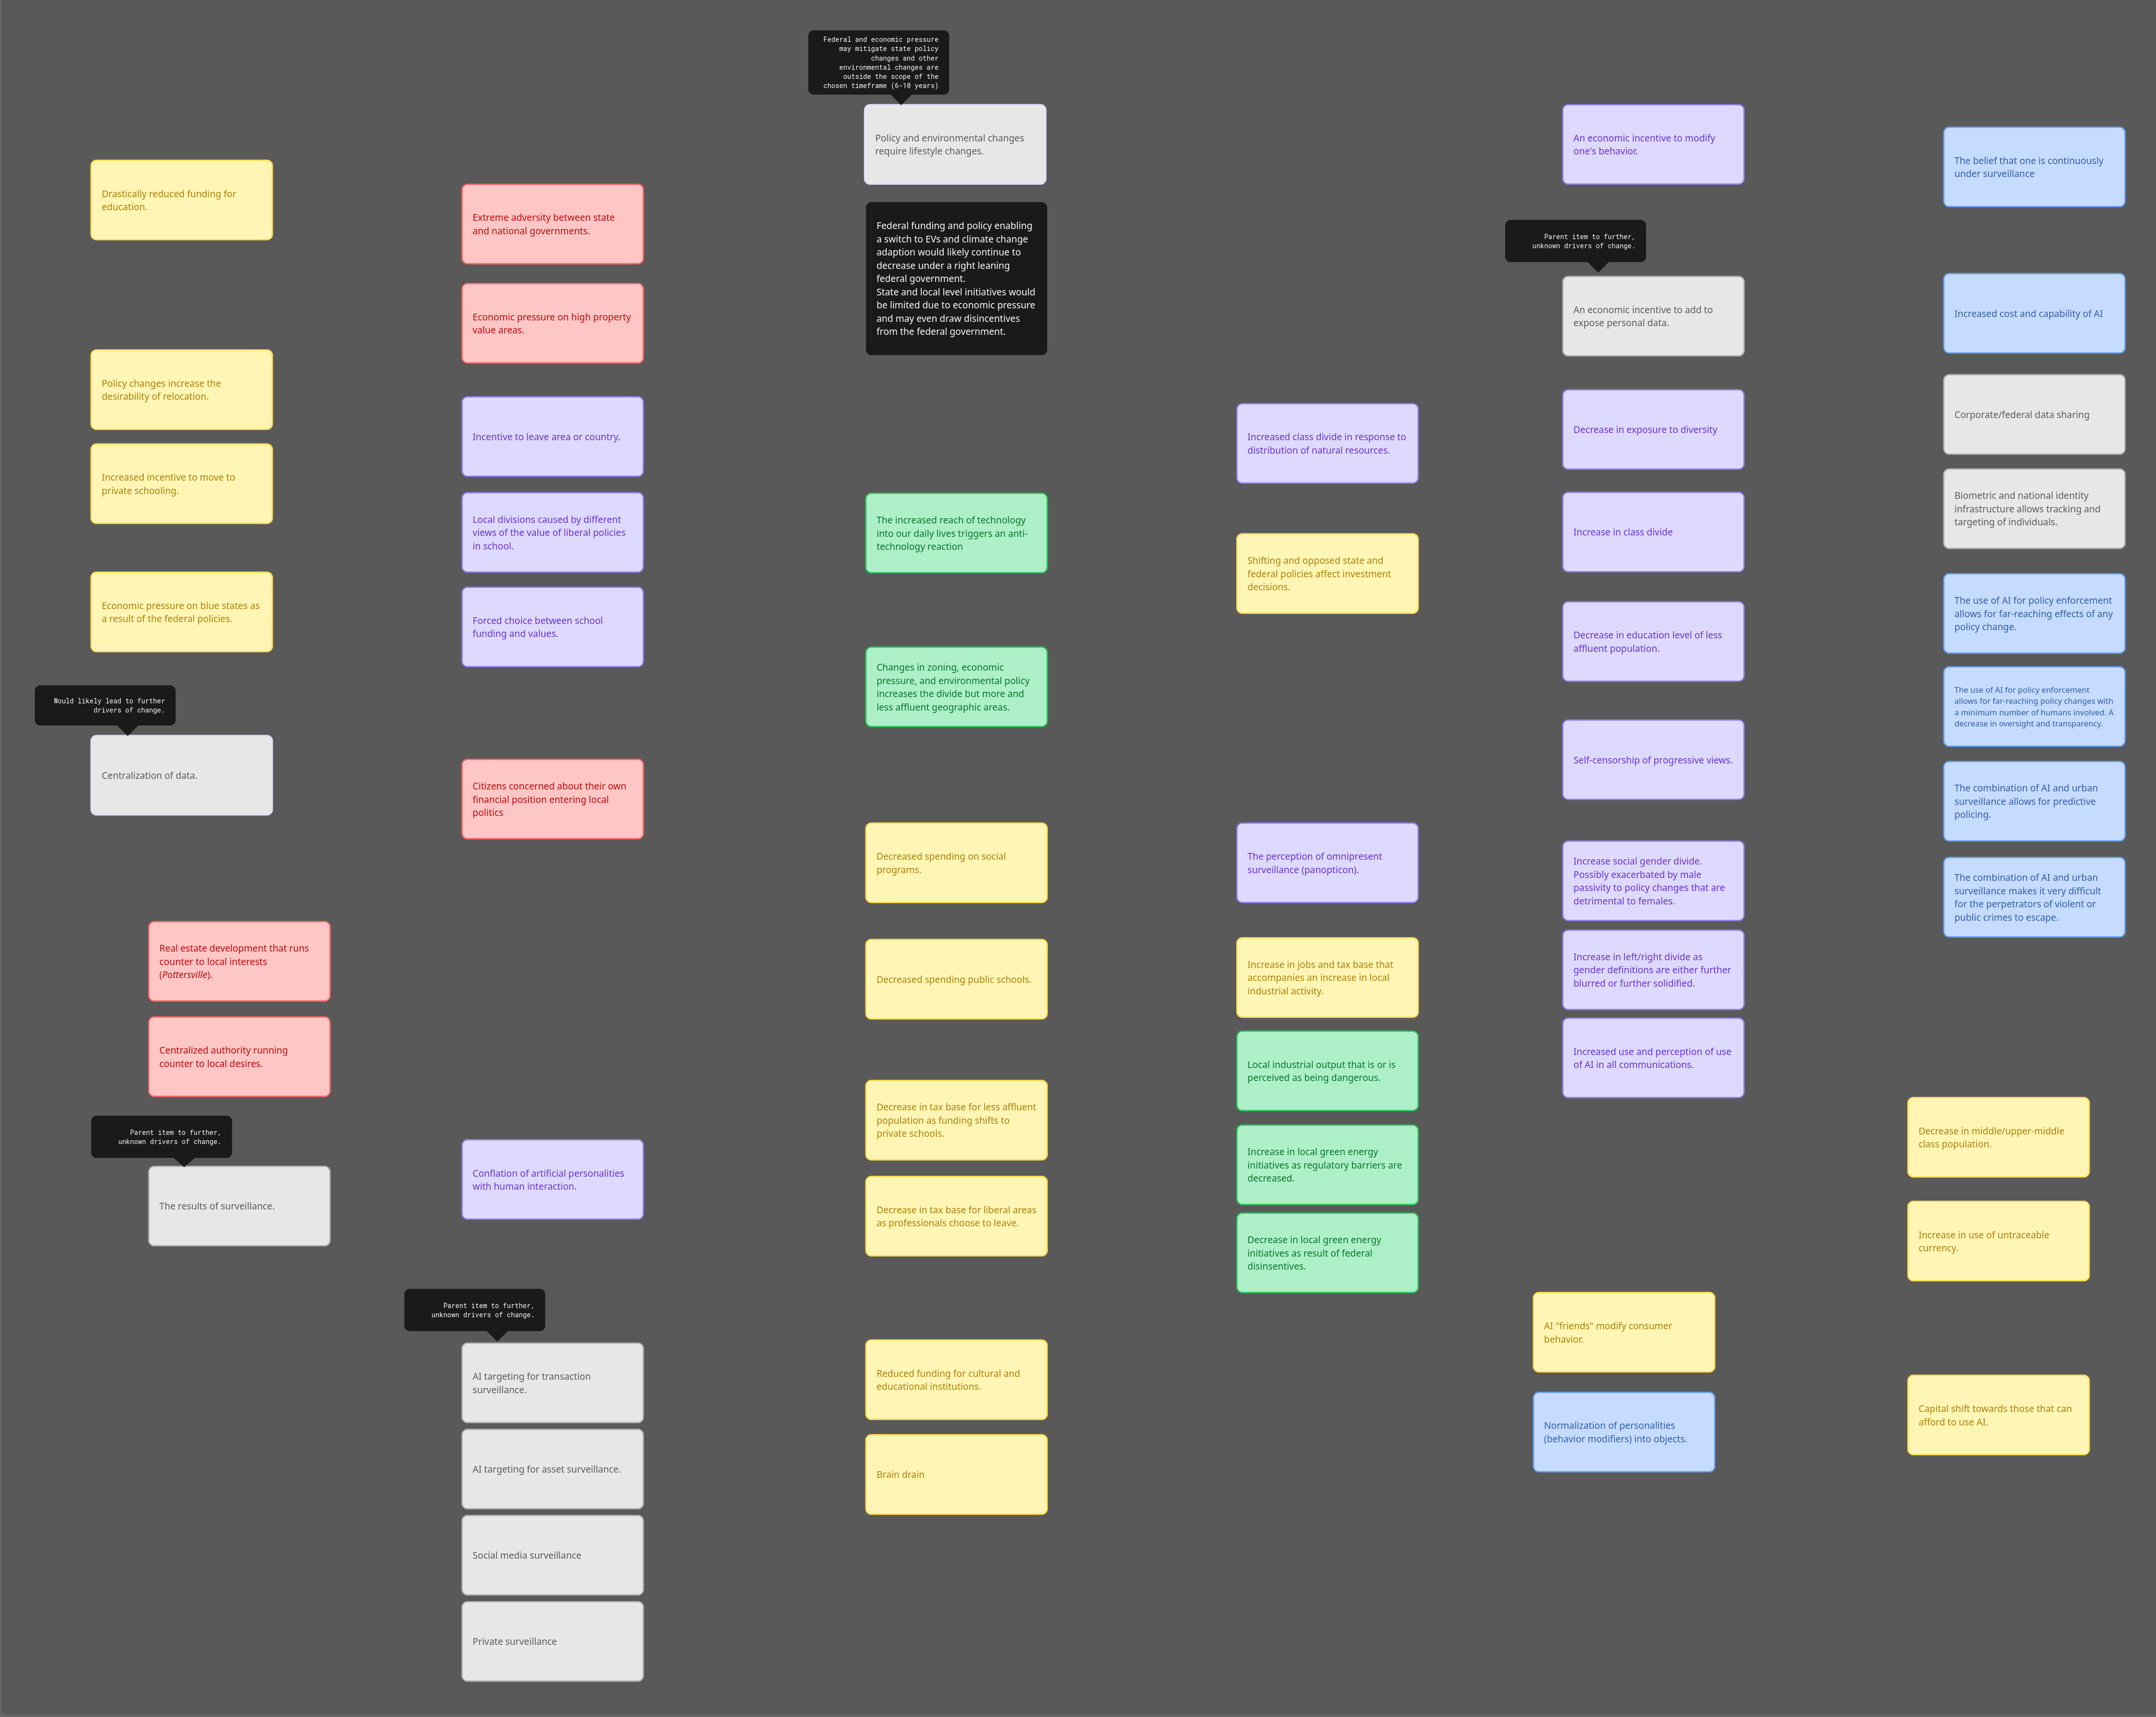 Drastically reduced funding for
education.
Policy changes increase the
desirability of relocation.
Increased incentive to move to
private schooling.
Economic pressure on blue states as
a result of the federal policies.
Would likely lead to further
drivers of change.
Centralization of data.
Real estate development that runs
counter to local interests
(Pottersville).
Centralized authority running
counter to local desires.
Parent item to further,
unknown drivers of change.
The results of surveillance.
Extreme adversity between state
and national governments.
Economic pressure on high property
value areas.
Incentive to leave area or country.
Local divisions caused by different
views of the value of liberal policies
in school.
Forced choice between school
funding and values.
Citizens concerned about their own
financial position entering local
politics
Conflation of artificial personalities
with human interaction.
Parent item to further,
unknown drivers of change.
AI targeting for transaction
surveillance.
AI targeting for asset surveillance.
Social media surveillance
Private surveillance
Federal and economic pressure
may mitigate state policy
changes and other
environmental changes are
outside the scope of the
chosen timeframe (6-10 years)
Policy and environmental changes
require lifestyle changes.
Federal funding and policy enabling
a switch to EVs and climate change
adaption would likely continue to
decrease under a right leaning
federal government.
State and local level initiatives would
be limited due to economic pressure
and may even draw disincentives
from the federal government.
The increased reach of technology
into our daily lives triggers an anti-
technology reaction
Changes in zoning, economic
pressure, and environmental policy
increases the divide but more and
less affluent geographic areas.
Decreased spending on social
programs.
Decreased spending public schools.
Decrease in tax base for less affluent
population as funding shifts to
private schools.
Decrease in tax base for liberal areas
as professionals choose to leave.
Reduced funding for cultural and
educational institutions.
Brain drain
Increased class divide in response to
distribution of natural resources.
Shifting and opposed state and
federal policies affect investment
decisions.
The perception of omnipresent
surveillance (panopticon).
Increase in jobs and tax base that
accompanies an increase in local
industrial activity.
Local industrial output that is or is
perceived as being dangerous.
Increase in local green energy
initiatives as regulatory barriers are
decreased.
Decrease in local green energy
initiatives as result of federal
disinsentives.
An economic incentive to modify
one's behavior.
Parent item to further,
unknown drivers of change.
An economic incentive to add to
expose personal data.
Decrease in exposure to diversity
Increase in class divide
Decrease in education level of less
affluent population.
Self-censorship of progressive views.
Increase social gender divide.
Possibly exacerbated by male
passivity to policy changes that are
detrimental to females.
Increase in left/right divide as
gender definitions are either further
blurred or further solidified.
Increased use and perception of use
of AI in all communications.
AI "friends" modify consumer
behavior.
Normalization of personalities
(behavior modifiers) into objects.
The belief that one is continuously
under surveillance
Increased cost and capability of AI
Corporate/federal data sharing
Biometric and national identity
infrastructure allows tracking and
targeting of individuals.
The use of AI for policy enforcement
allows for far-reaching effects of any
policy change.
The use of AI for policy enforcement
allows for far-reaching policy changes with
a minimum number of humans involved. A
decrease in oversight and transparency.
The combination of AI and urban
surveillance allows for predictive
policing.
The combination of AI and urban
surveillance makes it very difficult
for the perpetrators of violent or
public crimes to escape.
Decrease in middle/upper-middle
class population.
Increase in use of untraceable
currency.
Capital shift towards those that can
afford to use AI.